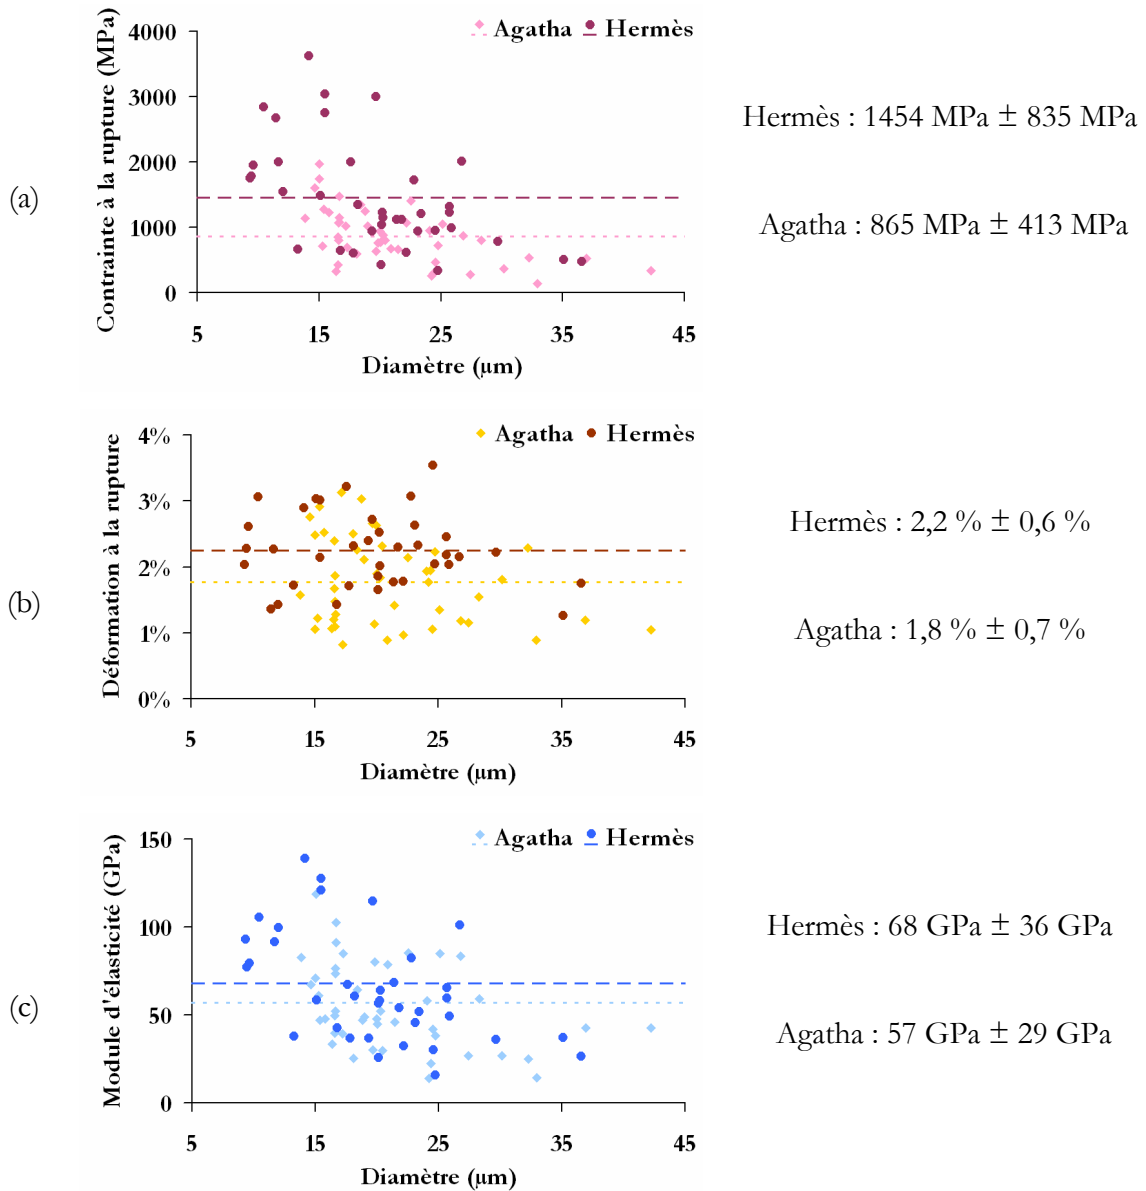 Agatha Hermès
Contrainte à la rupture (MPa)
4000
3000
2000
1000
0
5 15 25 35 45
Diamètre (µm)
(a)
Hermès : 1454 MPa ± 835 MPa
Agatha : 865 MPa ± 413 MPa
Agatha Hermès
Déformation à la rupture
4%
3%
2%
1%
0%
5 15 25 35 45
Diamètre (µm)
(b)
Hermès : 2,2 % ± 0,6 %
Agatha : 1,8 % ± 0,7 %
Agatha Hermès
Module d'élasticité (GPa)
150
100
50
0
5 15 25 35 45
Diamètre (µm)
(c)
Hermès : 68 GPa ± 36 GPa
Agatha : 57 GPa ± 29 GPa